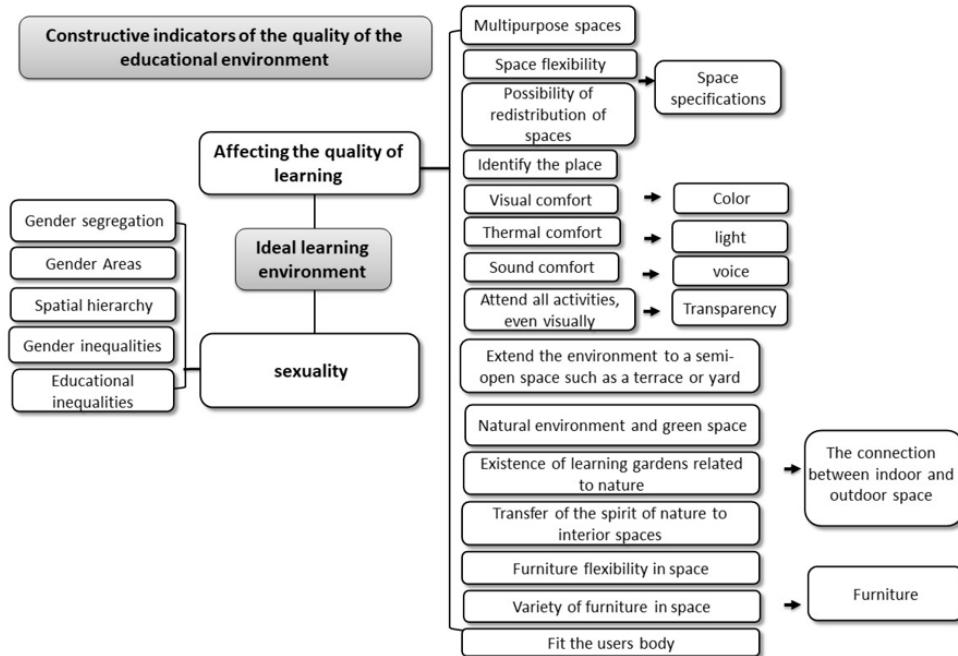 Constructive indicators of the quality of the
educational environment
Affecting the quality of
learning
Ideal learning
environment
sexuality
Gender segregation
Gender Areas
Spatial hierarchy
Gender inequalities
Educational
inequalities
Multipurpose spaces
Space flexibility
Possibility of
redistribution of
spaces
Space
specifications
Identify the place
Visual comfort
Color
Thermal comfort
light
Sound comfort
voice
Attend all activities,
even visually
Transparency
Extend the environment to a semi-
open space such as a terrace or yard
Natural environment and green space
Existence of learning gardens related
to nature
Transfer of the spirit of nature to
interior spaces
The connection
between indoor and
outdoor space
Furniture flexibility in space
Variety of furniture in space
Fit the users body
Furniture